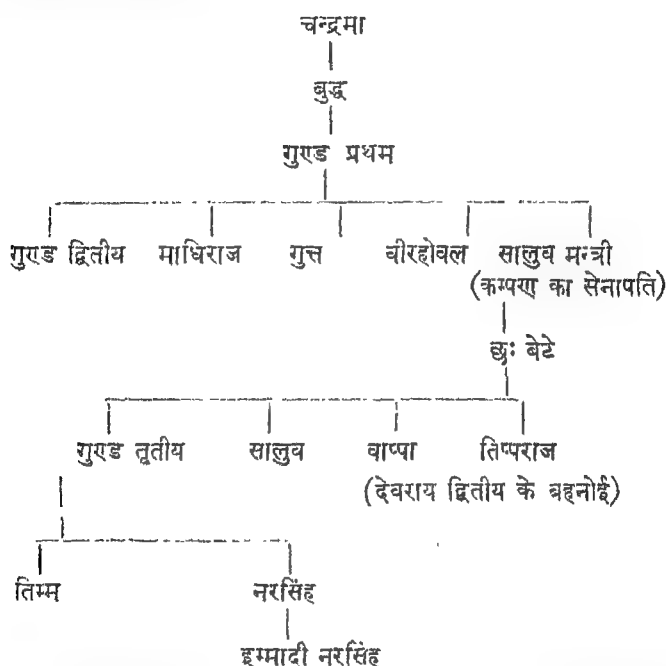 चन्द्रमा
बुद्ध
गुण्ड प्रथम
गुण्ड द्वितीय माधिराज गुत्त वीरहोवल सालुव मन्त्री
(कम्पण का सेनापति)
छः बेटे
गुण्ड तृतीय सालुव वाप्पा तिप्पराज
(देवराय द्वितीय के बहनोई)
तिम्म नरसिंह
इम्मादी नरसिंह